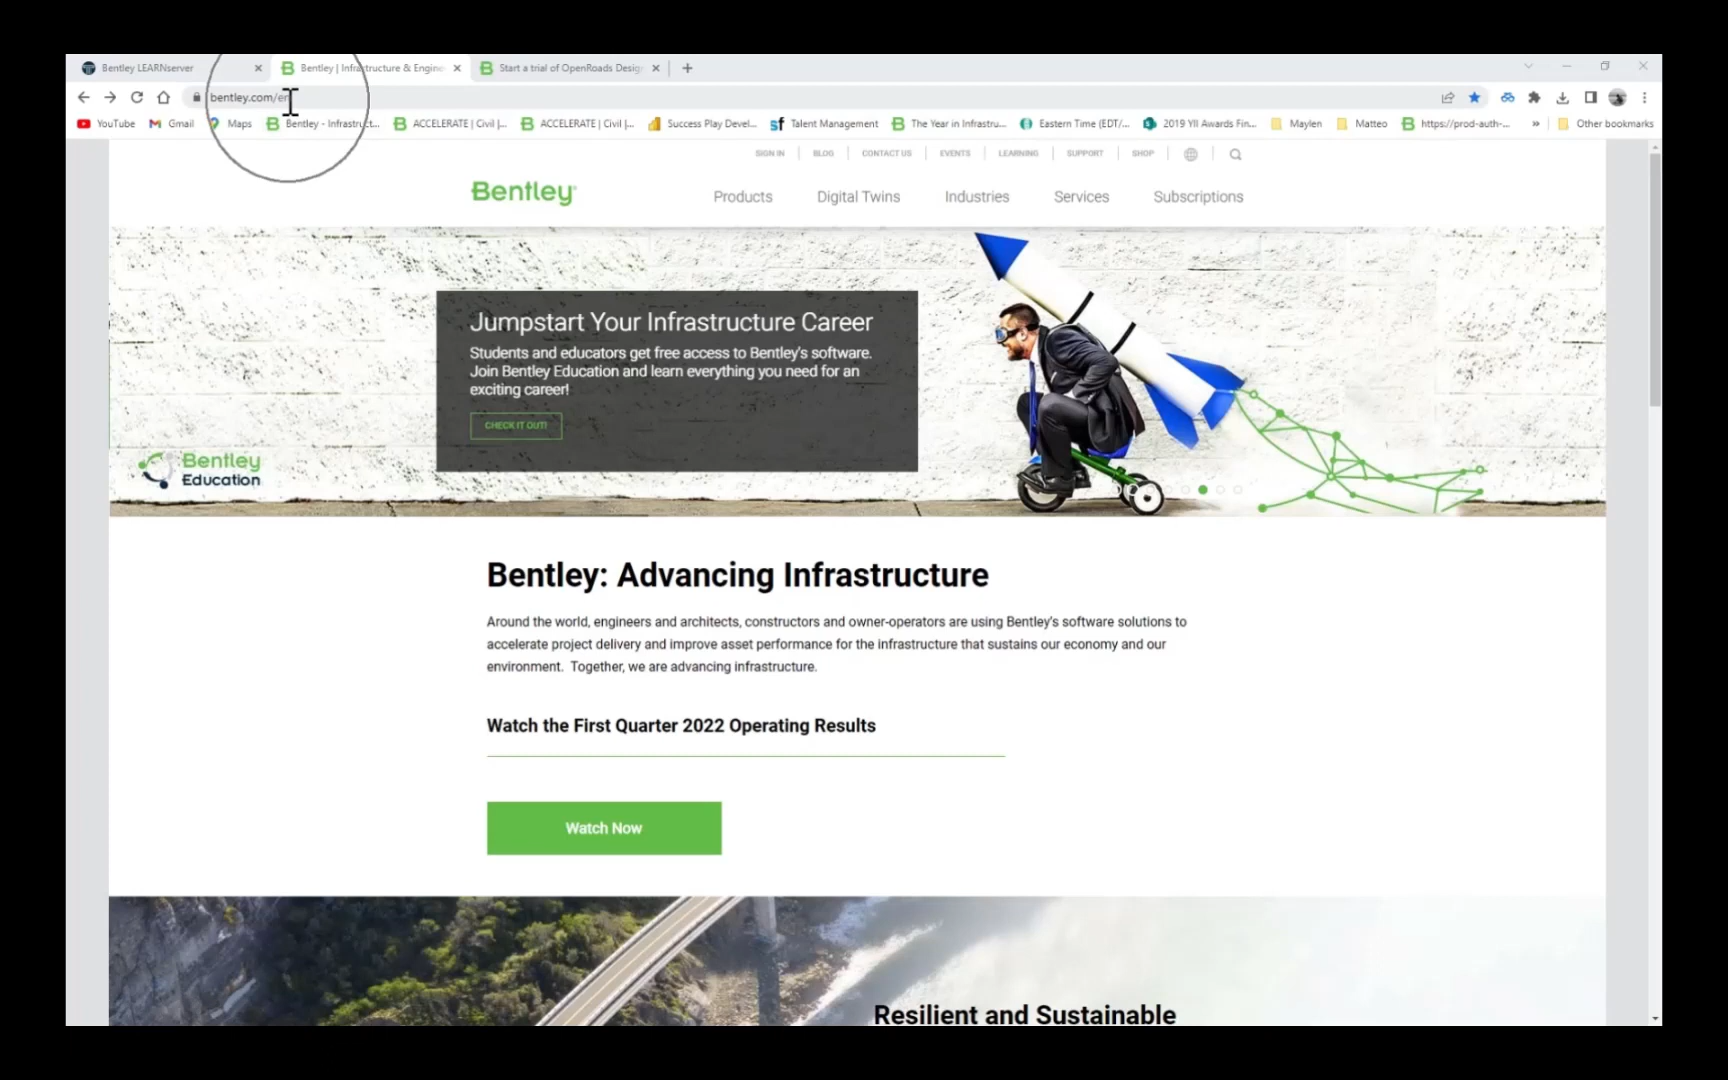 Bentley LEARNserver
Bentley | Infrastructure & Engine
Start a trial of OpenRoads Desig
bentley.com/en
YouTube
Gmail
Maps
Bentley - Infrastruct...
ACCELERATE | Civil |...
ACCELERATE | Civil |...
Success Play Devel...
sf Talent Management
The Year in Infrastru...
Eastern Time (EDT/...
2019 YII Awards Fin...
Maylen
Matteo
https://prod-auth-...
»
Other bookmarks
SIGN IN
BLOG
CONTACT US
EVENTS
LEARNING
SUPPORT
SHOP
Bentley
Products
Digital Twins
Industries
Services
Subscriptions
Jumpstart Your Infrastructure Career
Students and educators get free access to Bentley's software.
Join Bentley Education and learn everything you need for an
exciting career!
CHECK IT OUT!
Bentley
Education
Bentley: Advancing Infrastructure
Around the world, engineers and architects, constructors and owner-operators are using Bentley's software solutions to
accelerate project delivery and improve asset performance for the infrastructure that sustains our economy and our
environment. Together, we are advancing infrastructure.
Watch the First Quarter 2022 Operating Results
Watch Now
Resilient and Sustainable